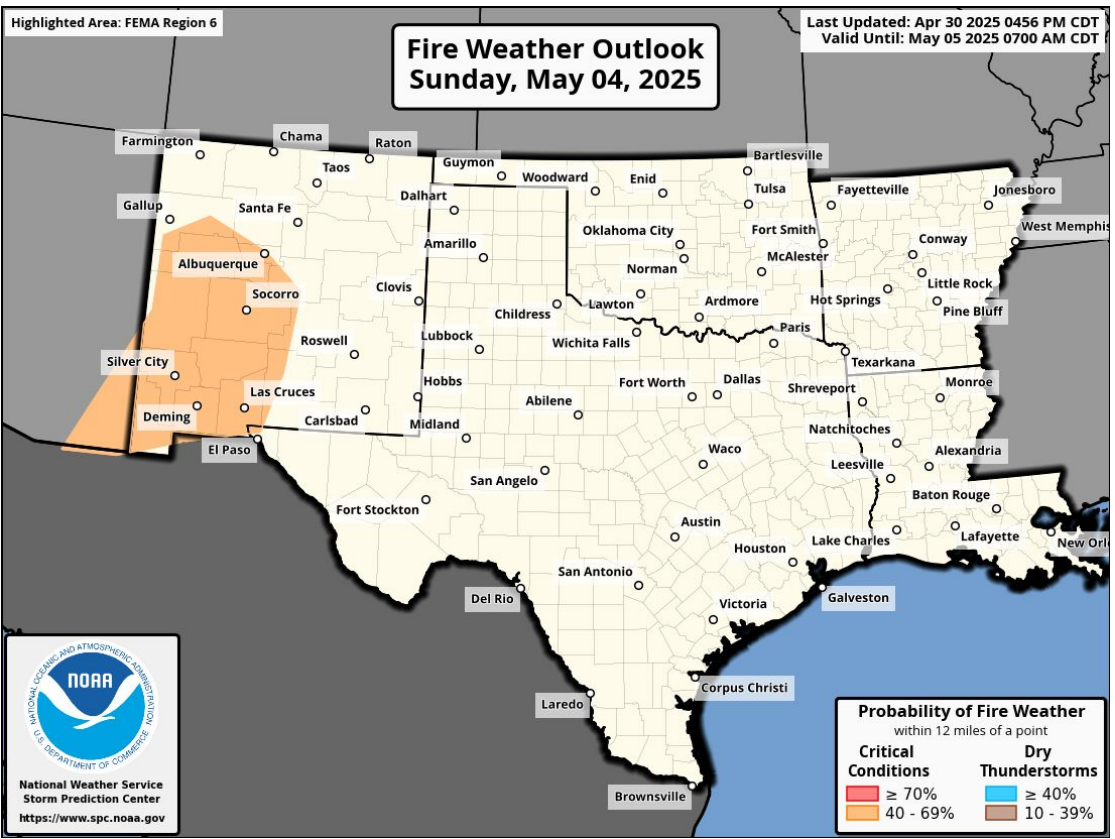 Highlighted Area: FEMA Region 6
Fire Weather Outlook
Sunday, May 04, 2025
Last Updated: Apr 30 2025 0456 PM CDT
Valid Until: May 05 2025 0700 AM CDT
Farmington
Chama
Raton
Guymon
Bartlesville
Taos
Woodward
Enid
Tulsa
Fayetteville
Jonesboro
Gallup
Santa Fe
Dalhart
Oklahoma City
Fort Smith
West Memphis
Albuquerque
Amarillo
Norman
McAlester
Conway
Socorro
Clovis
Childress
Lawton
Ardmore
Hot Springs
Little Rock
Pine Bluff
Roswell
Lubbock
Wichita Falls
Paris
Texarkana
Silver City
Las Cruces
Hobbs
Fort Worth
Dallas
Shreveport
Monroe
Deming
Carlsbad
Midland
Abilene
Natchitoches
El Paso
San Angelo
Waco
Leesville
Alexandria
Fort Stockton
Austin
Baton Rouge
Houston
Lake Charles
Lafayette
San Antonio
Del Rio
Victoria
Galveston
Laredo
Corpus Christi
Brownsville
NATIONAL OCEANIC AND ATMOSPHERIC ADMINISTRATION
NOAA
U.S. DEPARTMENT OF COMMERCE
National Weather Service
Storm Prediction Center
https://www.spc.noaa.gov
Probability of Fire Weather
within 12 miles of a point
Critical Conditions
≥ 70%
40 - 69%
Dry Thunderstorms
≥ 40%
10 - 39%